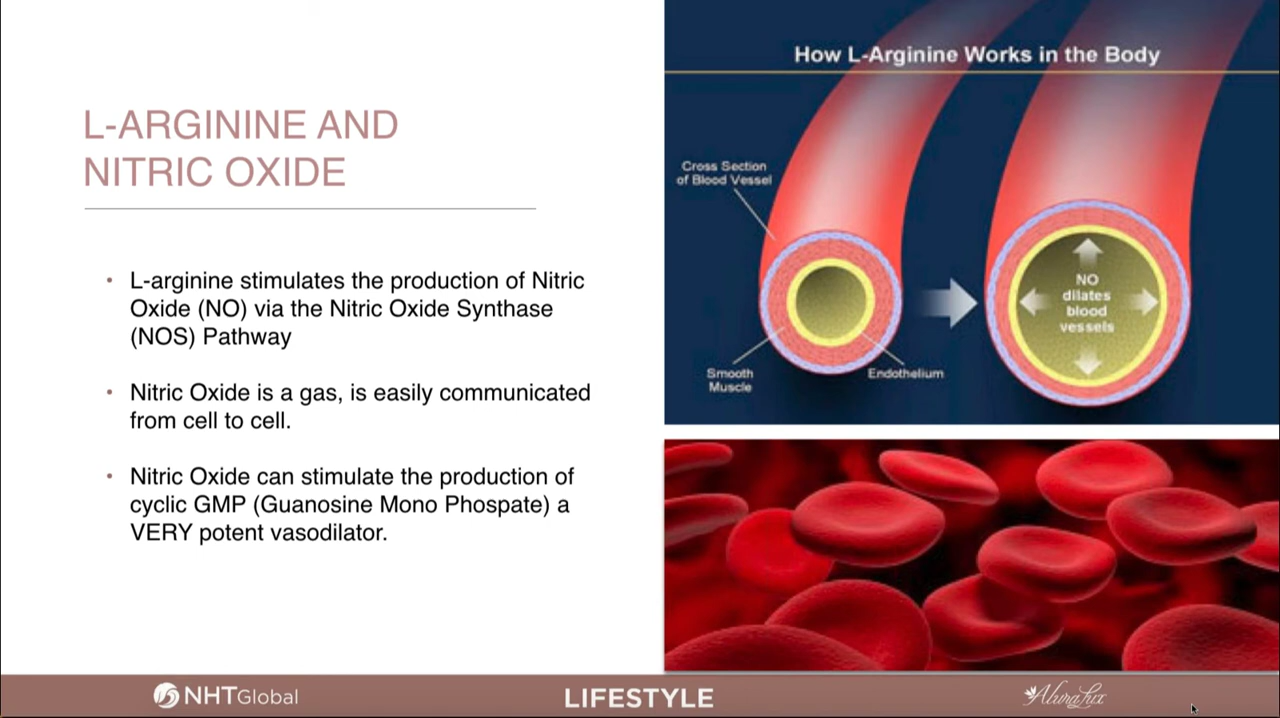 L-ARGININE AND
NITRIC OXIDE
• L-arginine stimulates the production of Nitric
Oxide (NO) via the Nitric Oxide Synthase
(NOS) Pathway
• Nitric Oxide is a gas, is easily communicated
from cell to cell.
• Nitric Oxide can stimulate the production of
cyclic GMP (Guanosine Mono Phospate) a
VERY potent vasodilator.
How L-Arginine Works in the Body
Cross Section
of Blood Vessel
Smooth
Muscle
Endothelium
NO
dilates
blood
vessels
NHTGlobal
LIFESTYLE
AluraLux